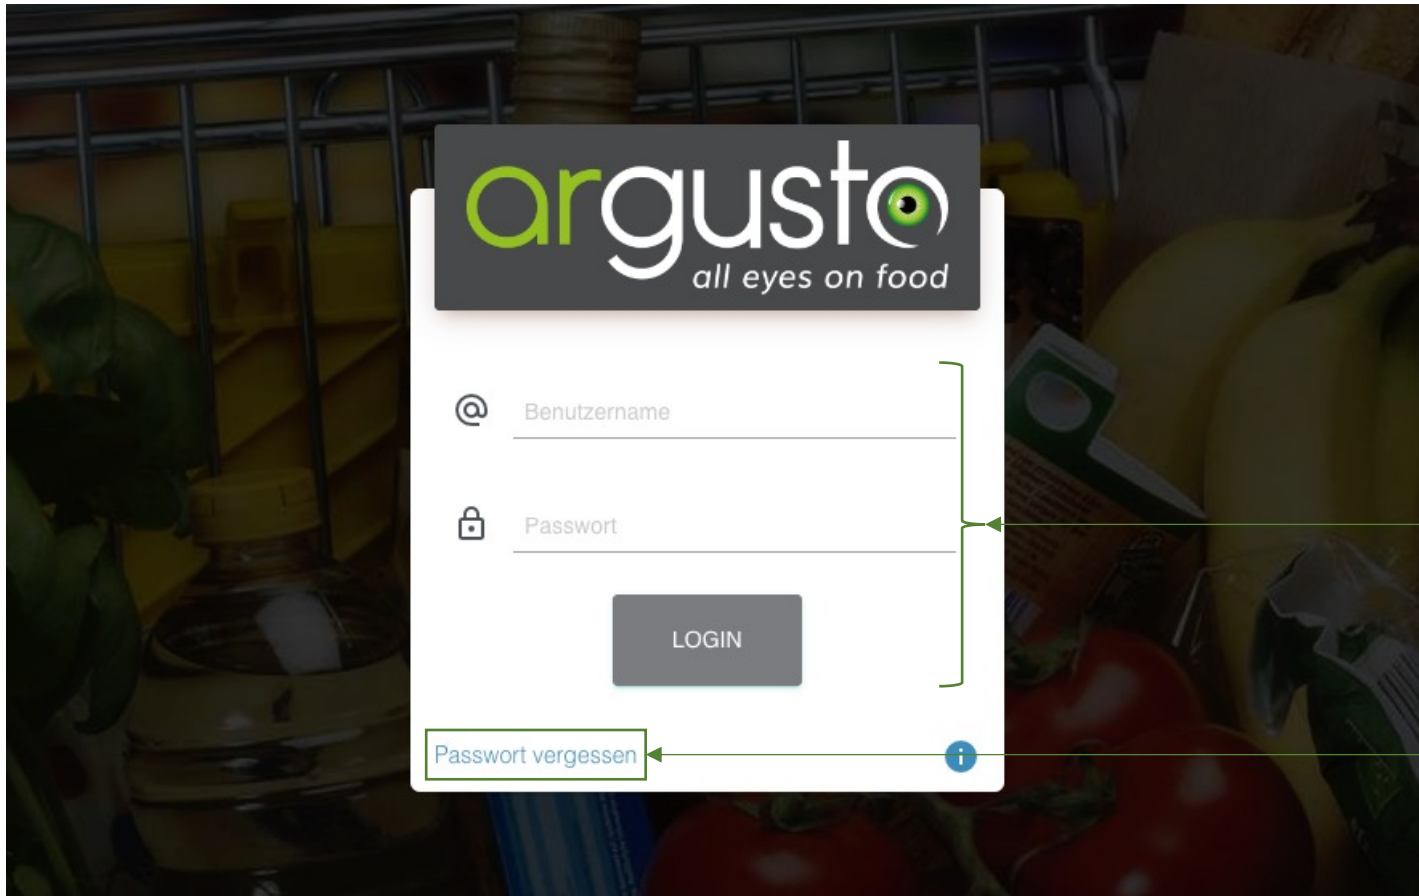 argusto
all eyes on food
Benutzername
Passwort
LOGIN
Passwort vergessen